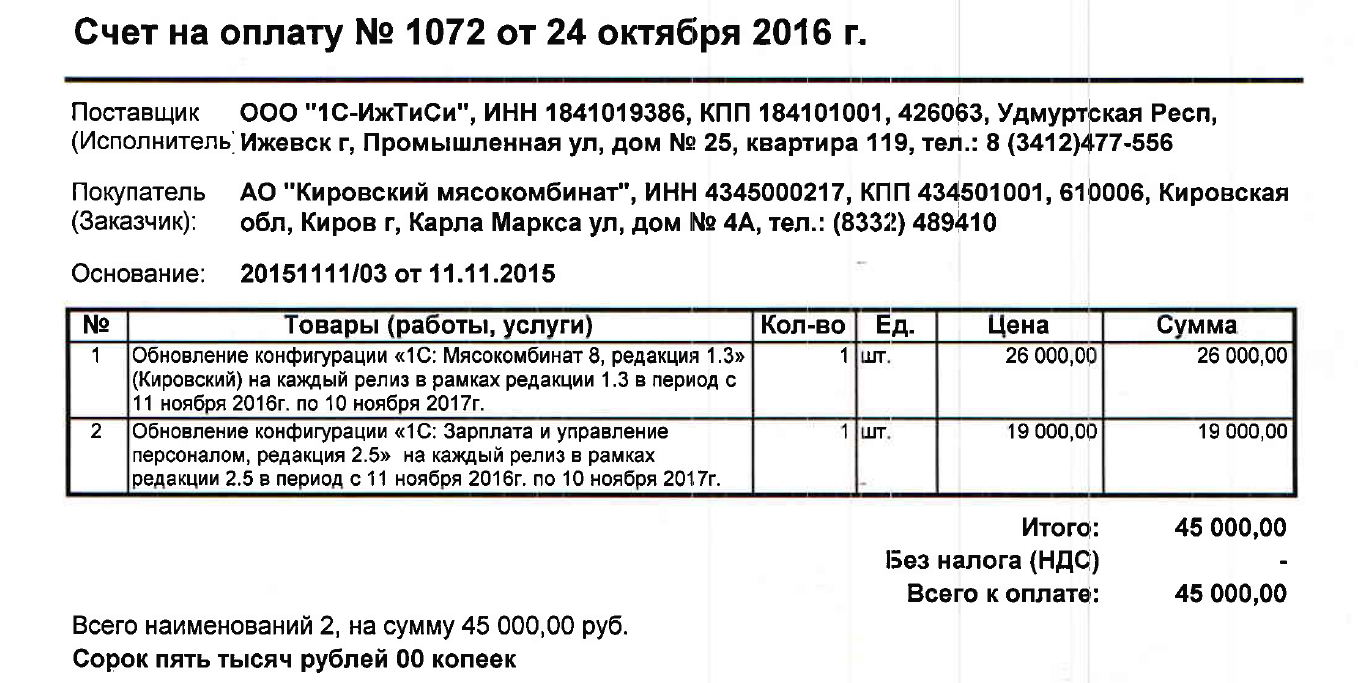 Счет на оплату № 1072 от 24 октября 2016 г.
Поставщик ООО "1С-ИжТиСи", ИНН 1841019386, КПП 184101001, 426063, Удмуртская Респ,
(Исполнитель) Ижевск г, Промышленная ул, дом № 25, квартира 119, тел.: 8 (3412)477-556
Покупатель АО "Кировский мясокомбинат", ИНН 4345000217, КПП 434501001, 610006, Кировская
(Заказчик): обл, Киров г, Карла Маркса ул, дом № 4А, тел.: (8332) 489410
Основание: 20151111/03 от 11.11.2015
№ Товары (работы, услуги) Кол-во Ед. Цена Сумма
1 Обновление конфигурации «1С: Мясокомбинат 8, редакция 1.3» 1 шт. 26 000,00 26 000,00
(Кировский) на каждый релиз в рамках редакции 1.3 в период с
11 ноября 2016г. по 10 ноября 2017г.
2 Обновление конфигурации «1С: Зарплата и управление 1 шт. 19 000,00 19 000,00
персоналом, редакция 2.5» на каждый релиз в рамках
редакции 2.5 в период с 11 ноября 2016г. по 10 ноября 2017г.
Итого: 45 000,00
Без налога (НДС) -
Всего к оплате: 45 000,00
Всего наименований 2, на сумму 45 000,00 руб.
Сорок пять тысяч рублей 00 копеек